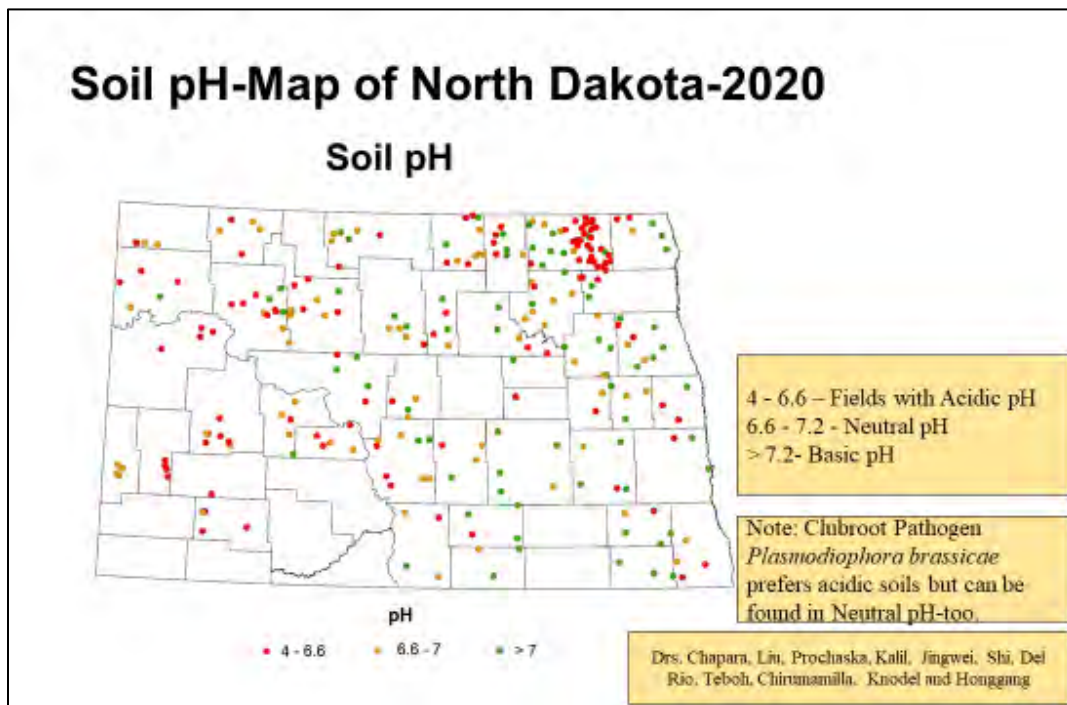 Soil pH-Map of North Dakota-2020
Soil pH
4 - 6.6 – Fields with Acidic pH
6.6 - 7.2 - Neutral pH
> 7.2- Basic pH
Note: Clubroot Pathogen
Plasmodiophora brassicae
prefers acidic soils but can be
found in Neutral pH-too.
pH
4 - 6.6
6.6 - 7
> 7
Drs. Chapara, Liu, Prochaska, Kalil, Jingwei, Shi, Del
Rio, Teboh, Chirumamilla, Knodel and Honggang